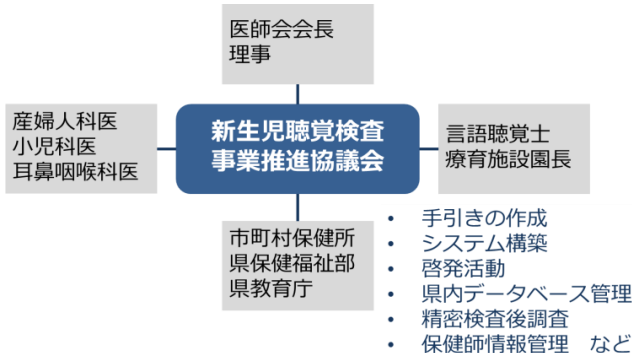 医師会会長
理事
産婦人科医
小児科医
耳鼻咽喉科医
新生児聴覚検査
事業推進協議会
言語聴覚士
療育施設園長
市町村保健所
県保健福祉部
県教育庁
• 手引きの作成
• システム構築
• 啓発活動
• 県内データベース管理
• 精密検査後調査
• 保健師情報管理　など